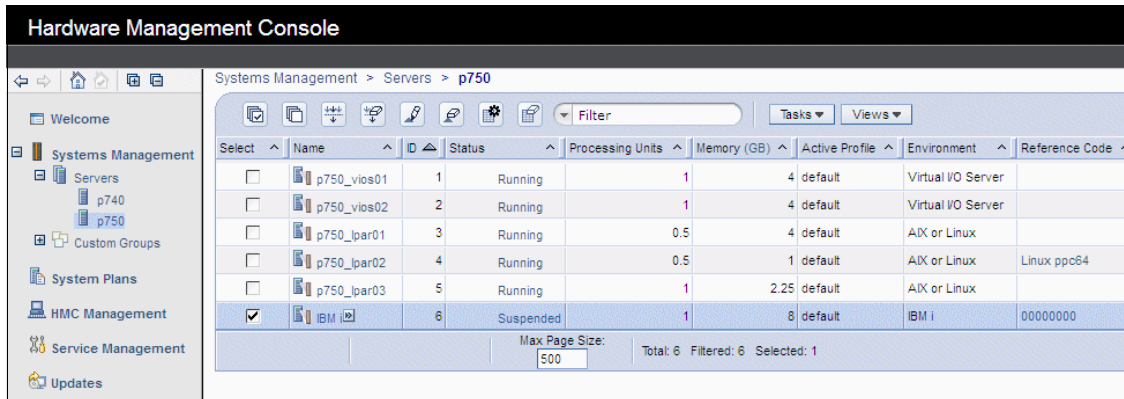 Hardware Management Console
Systems Management > Servers > p750
Filter
Tasks
Views
Welcome
Systems Management
Servers
p740
p750
Custom Groups
System Plans
HMC Management
Service Management
Updates
Select Name ID Status Processing Units Memory (GB) Active Profile Environment Reference Code
p750_vios01 1 Running 1 4 default Virtual I/O Server
p750_vios02 2 Running 1 4 default Virtual I/O Server
p750_lpar01 3 Running 0.5 4 default AIX or Linux
p750_lpar02 4 Running 0.5 1 default AIX or Linux Linux ppc64
p750_lpar03 5 Running 1 2.25 default AIX or Linux
IBM i 6 Suspended 1 8 default IBM i 00000000
Max Page Size:
500
Total: 6 Filtered: 6 Selected: 1